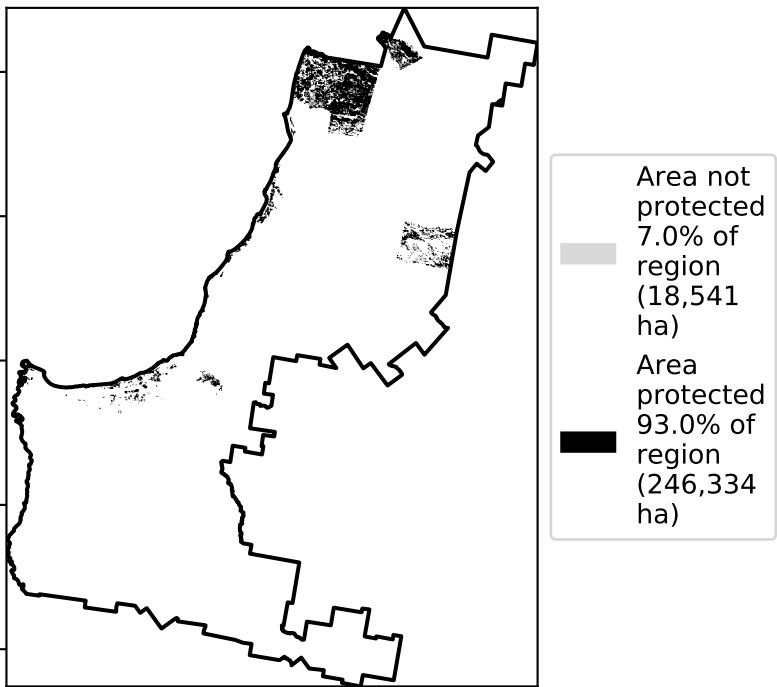 Area not
protected
7.0% of
region
(18,541
ha)
Area
protected
93.0% of
region
(246,334
ha)